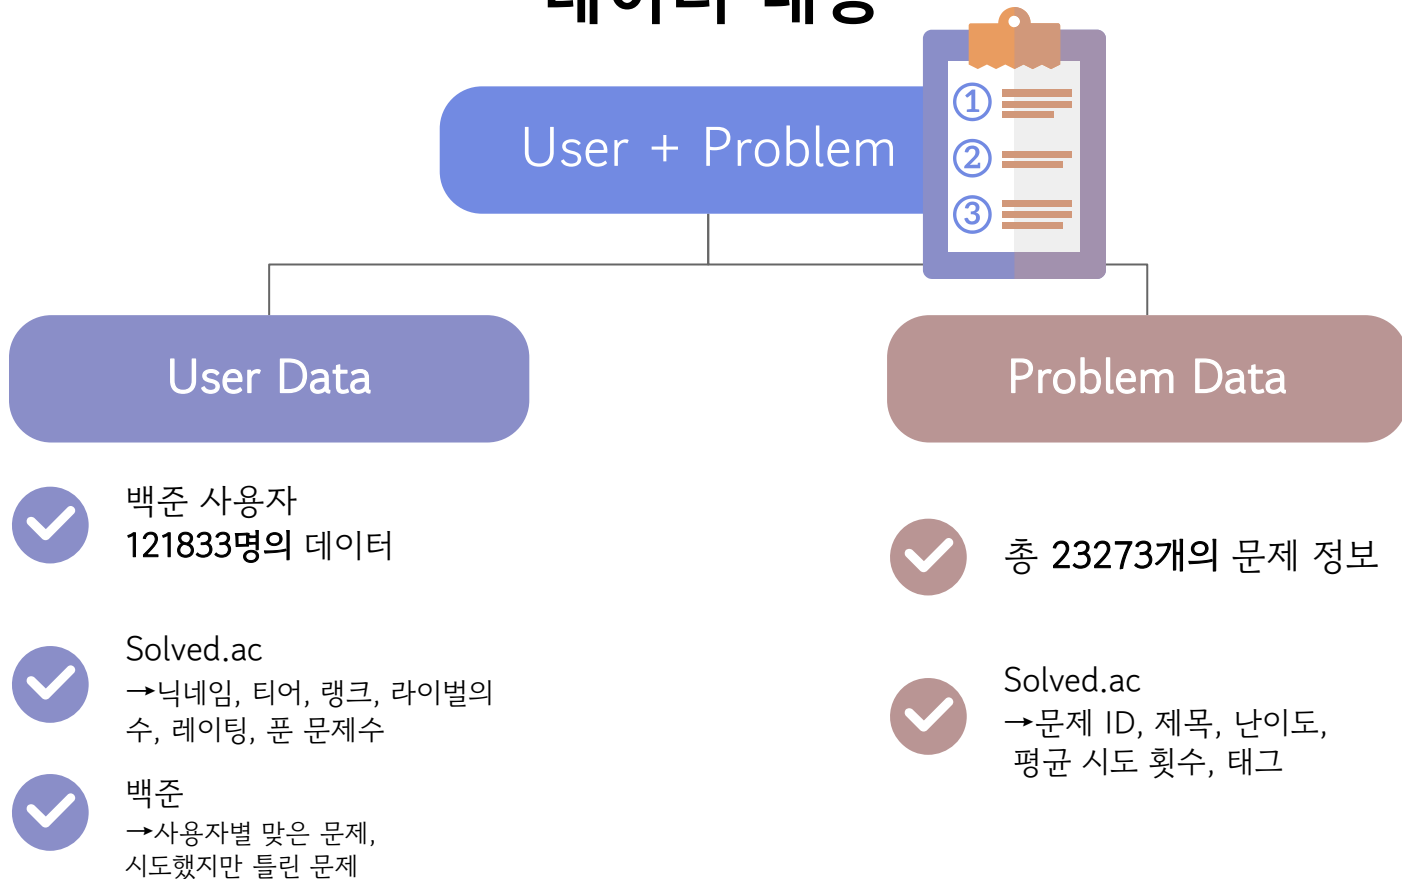 User + Problem
1
2
3
User Data
Problem Data
백준 사용자
121833명의 데이터
Solved.ac
→닉네임, 티어, 랭크, 라이벌의
수, 레이팅, 푼 문제수
백준
→사용자별 맞은 문제,
시도했지만 틀린 문제
총 23273개의 문제 정보
Solved.ac
→문제 ID, 제목, 난이도,
평균 시도 횟수, 태그